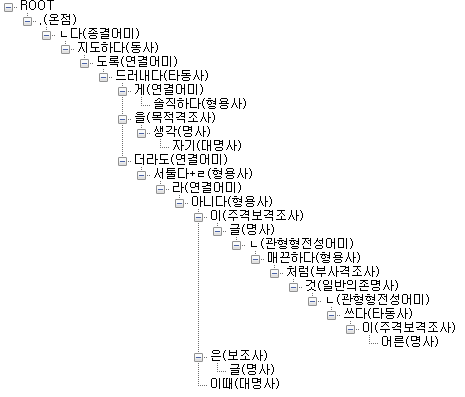 ROOT
.(온점)
ㄴ다(종결어미)
지도하다(동사)
도록(연결어미)
드러내다(타동사)
게(연결어미)
솔직하다(형용사)
을(목적격조사)
생각(명사)
자기(대명사)
더라도(연결어미)
서툴다+ㄹ(형용사)
라(연결어미)
아니다(형용사)
이(주격보격조사)
글(명사)
ㄴ(관형형전성어미)
매끈하다(형용사)
처럼(부사격조사)
것(일반의존명사)
ㄴ(관형형전성어미)
쓰다(타동사)
이(주격보격조사)
어른(명사)
은(보조사)
글(명사)
이때(대명사)